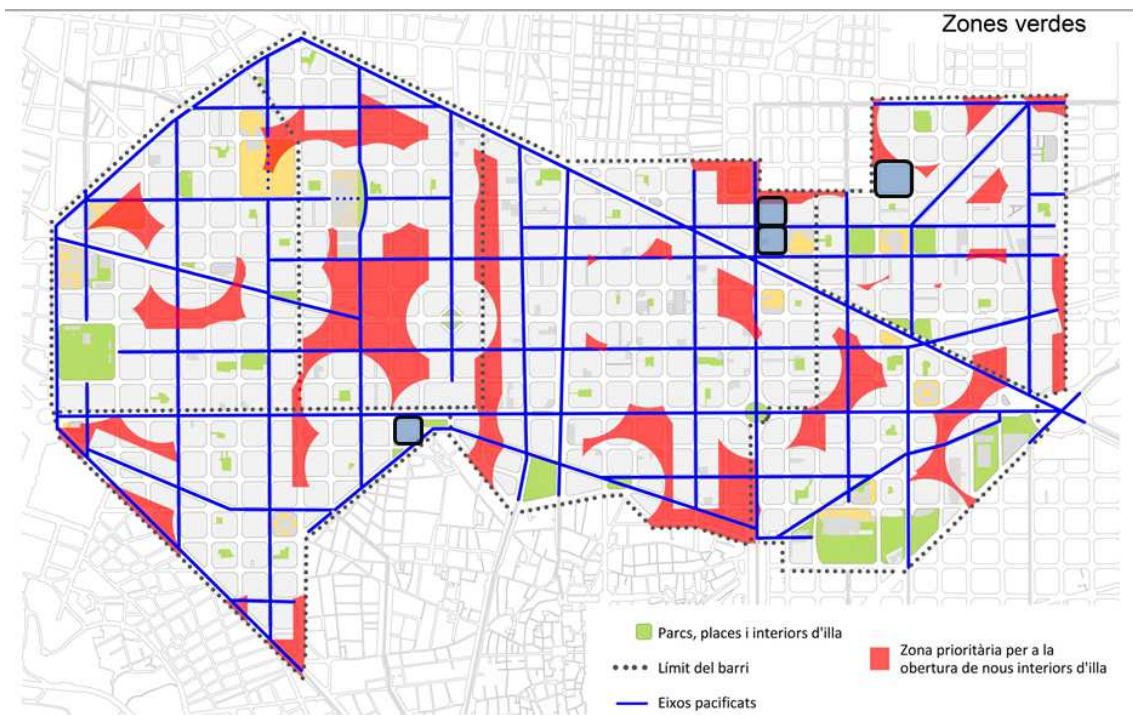 Zones verdes
Parcs, places i interiors d'illa
Límit del barri
Eixos pacificats
Zona prioritària per a la
obertura de nous interiors d'illa